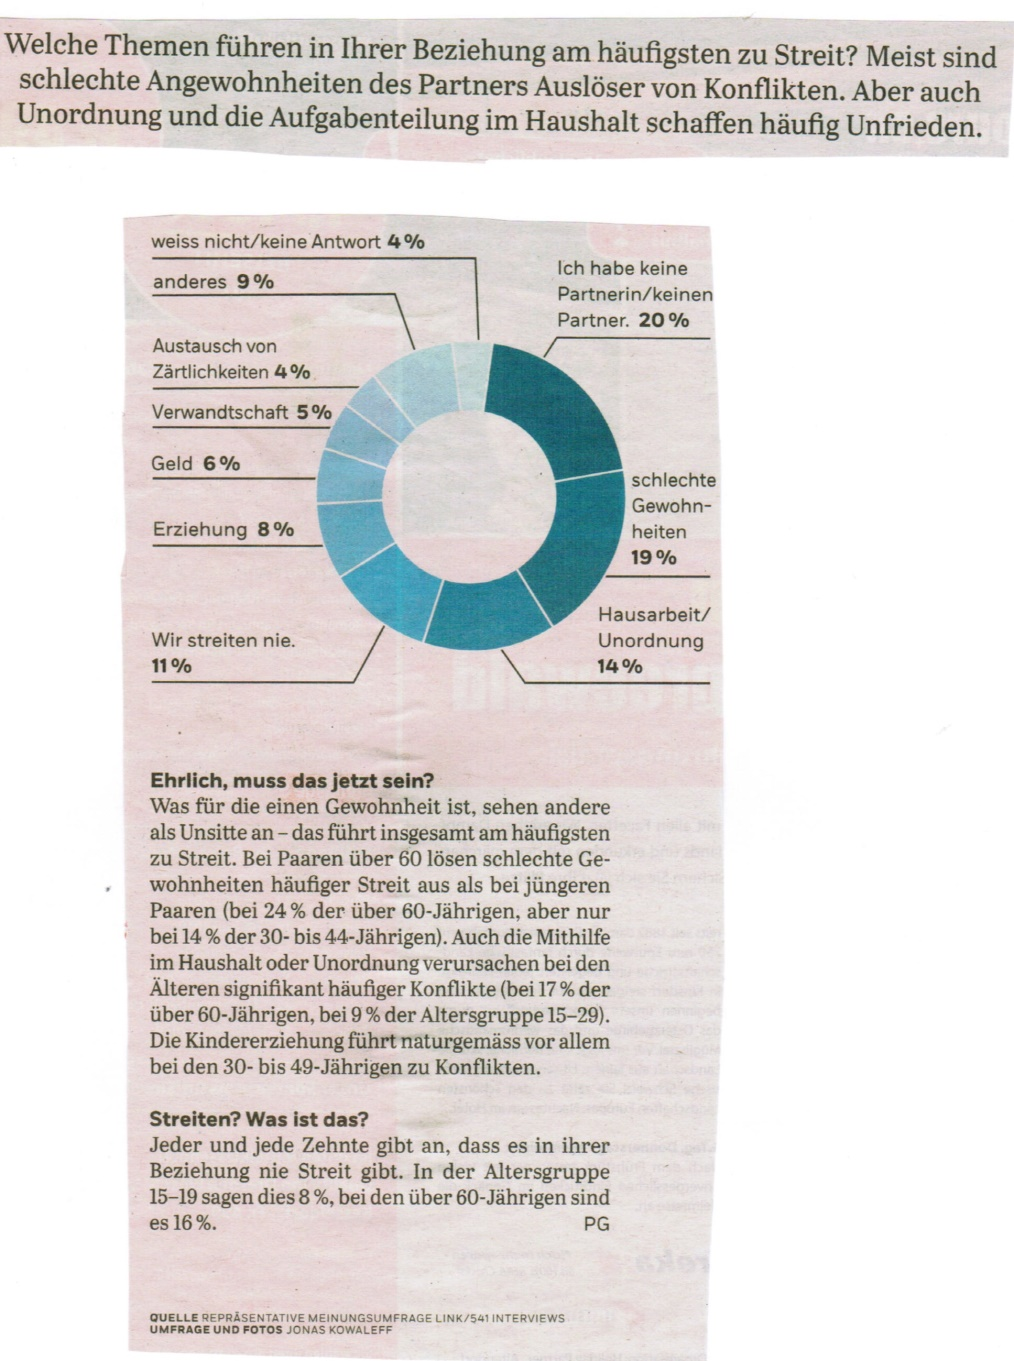 Welche Themen führen in Ihrer Beziehung am häufigsten zu Streit? Meist sind
schlechte Angewohnheiten des Partners Auslöser von Konflikten. Aber auch
Unordnung und die Aufgabenteilung im Haushalt schaffen häufig Unfrieden.
weiss nicht/keine Antwort 4%
anderes 9%
Austausch von
Zärtlichkeiten 4%
Verwandtschaft 5%
Geld 6%
Erziehung 8%
Wir streiten nie.
11%
Ich habe keine
Partnerin/keinen
Partner. 20%
schlechte
Gewohn-
heiten
19%
Hausarbeit/
Unordnung
14%
Ehrlich, muss das jetzt sein?
Was für die einen Gewohnheit ist, sehen andere
als Unsitte an – das führt insgesamt am häufigsten
zu Streit. Bei Paaren über 60 lösen schlechte Ge-
wohnheiten häufiger Streit aus als bei jüngeren
Paaren (bei 24% der über 60-Jährigen, aber nur
bei 14% der 30- bis 44-Jährigen). Auch die Mithilfe
im Haushalt oder Unordnung verursachen bei den
Älteren signifikant häufiger Konflikte (bei 17% der
über 60-Jährigen, bei 9% der Altersgruppe 15–29).
Die Kindererziehung führt naturgemäss vor allem
bei den 30- bis 49-Jährigen zu Konflikten.
Streiten? Was ist das?
Jeder und jede Zehnte gibt an, dass es in ihrer
Beziehung nie Streit gibt. In der Altersgruppe
15–19 sagen dies 8%, bei den über 60-Jährigen sind
es 16%. PG
QUELLE REPRÄSENTATIVE MEINUNGSUMFRAGE LINK/541 INTERVIEWS
UMFRAGE UND FOTOS JONAS KOWALEFF